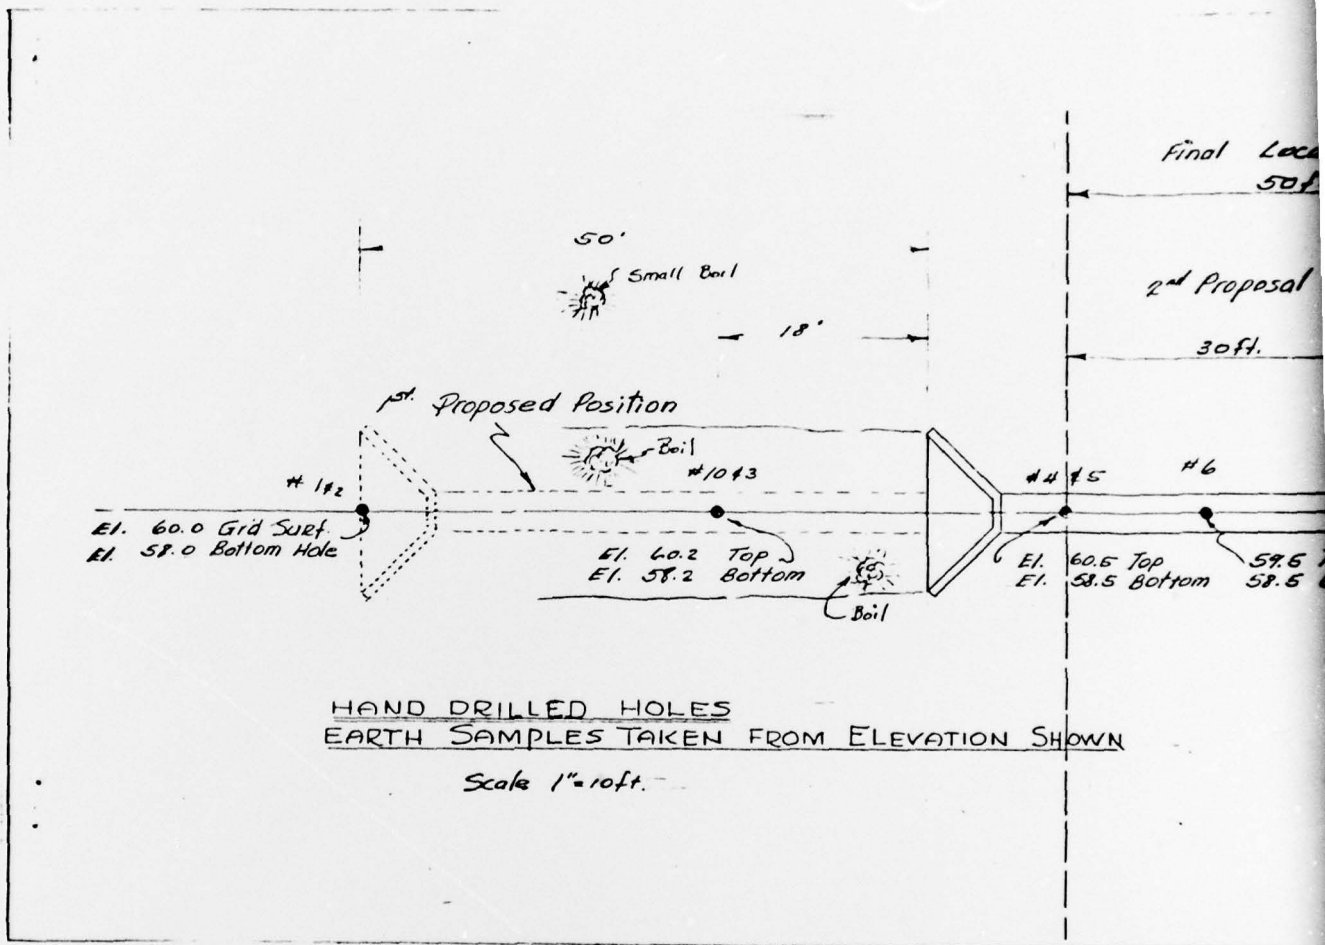 Final
50
50'
Small Boil
2nd Proposal
18'
30ft.
1st. Proposed Position
Boil
# 1¢2
#10¢3
#4 ¢5
#6
El. 60.0 Grd Surf.
El. 58.0 Bottom Hole
El. 60.2 Top
El. 58.2 Bottom
El. 60.5 Top
El. 58.5 Bottom
59.5
58.5
Boil
HAND DRILLED HOLES
EARTH SAMPLES TAKEN FROM ELEVATION SHOWN
Scale 1"=10ft.